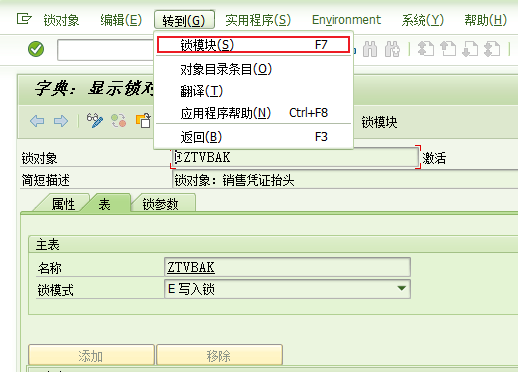 锁对象 编辑(E) 转到(G) 实用程序(S) Environment 系统(Y) 帮助(H)
锁模块(S) F7
对象目录条目(O)
翻译(T)
应用程序帮助(N) Ctrl+F8
返回(B) F3
字典：显示锁对
锁模块
锁对象 EZTVBAK 激活
简短描述 锁对象：销售凭证抬头
属性 表 锁参数
主表
名称 ZTVBAK
锁模式 E 写入锁
添加 移除